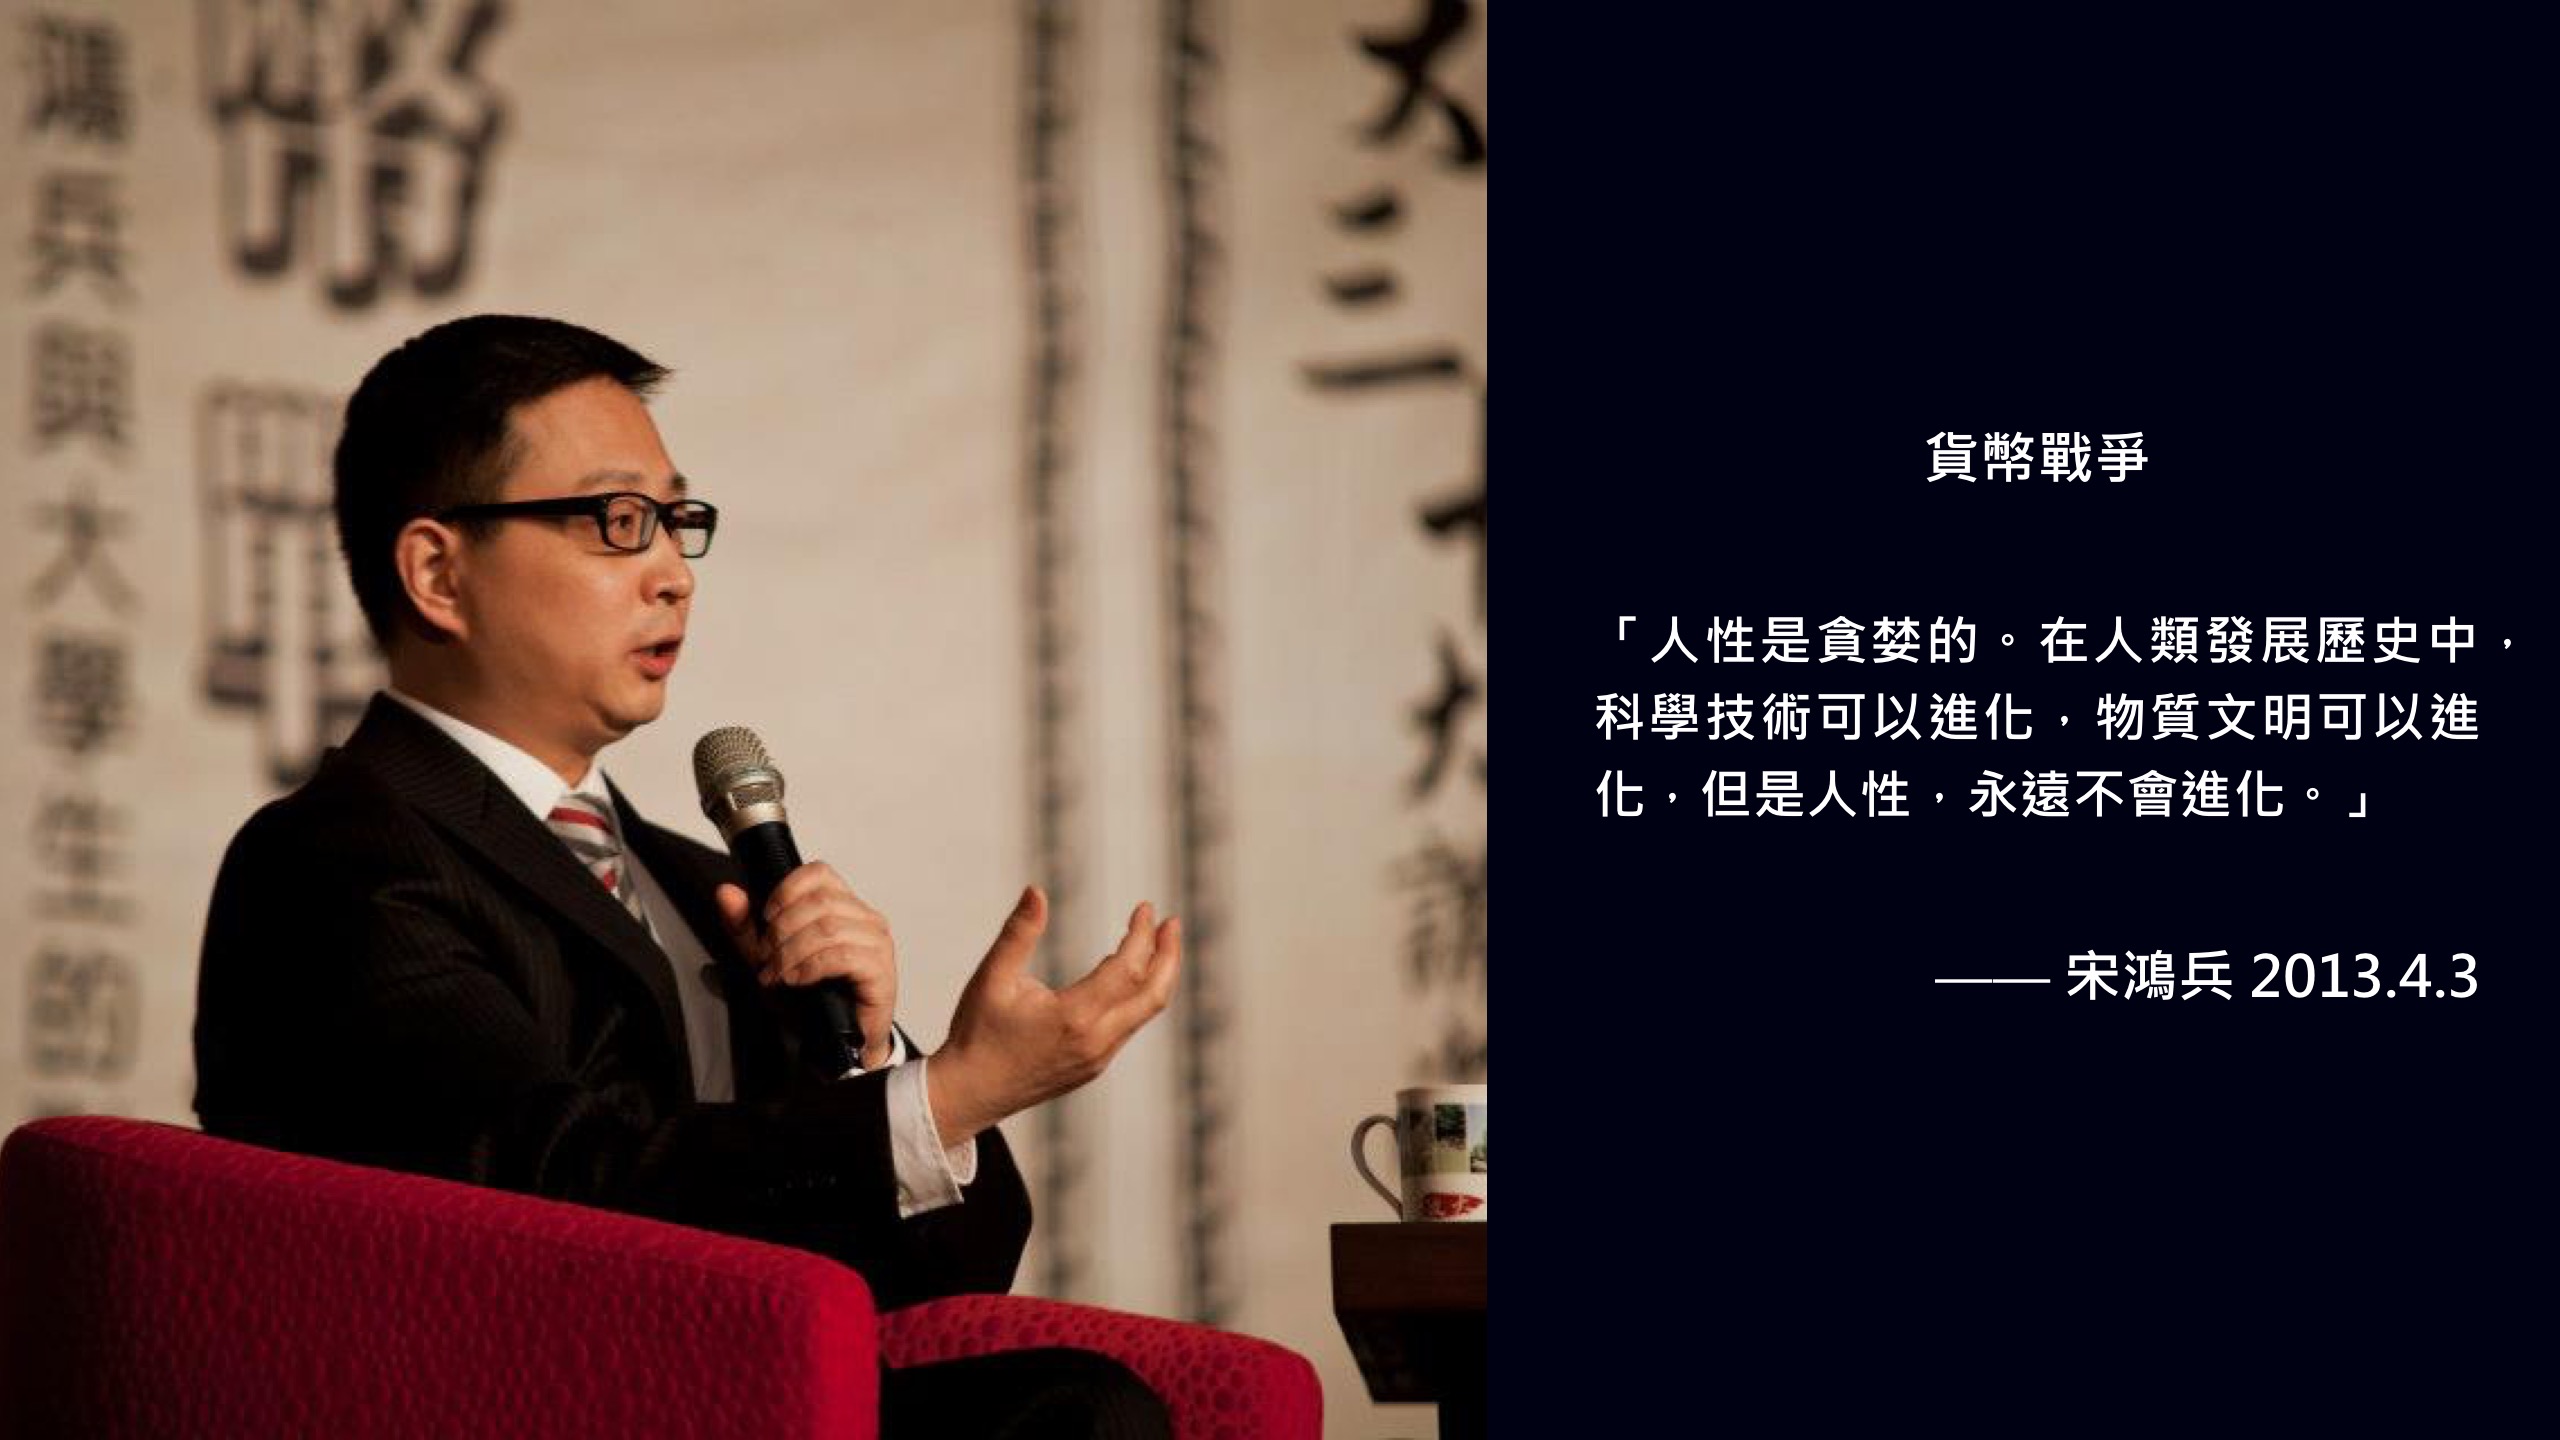 鴻兵與大學生的
幣
大三
貨幣戰爭
「人性是貪婪的。在人類發展歷史中，
科學技術可以進化，物質文明可以進
化，但是人性，永遠不會進化。」
—— 宋鴻兵 2013.4.3